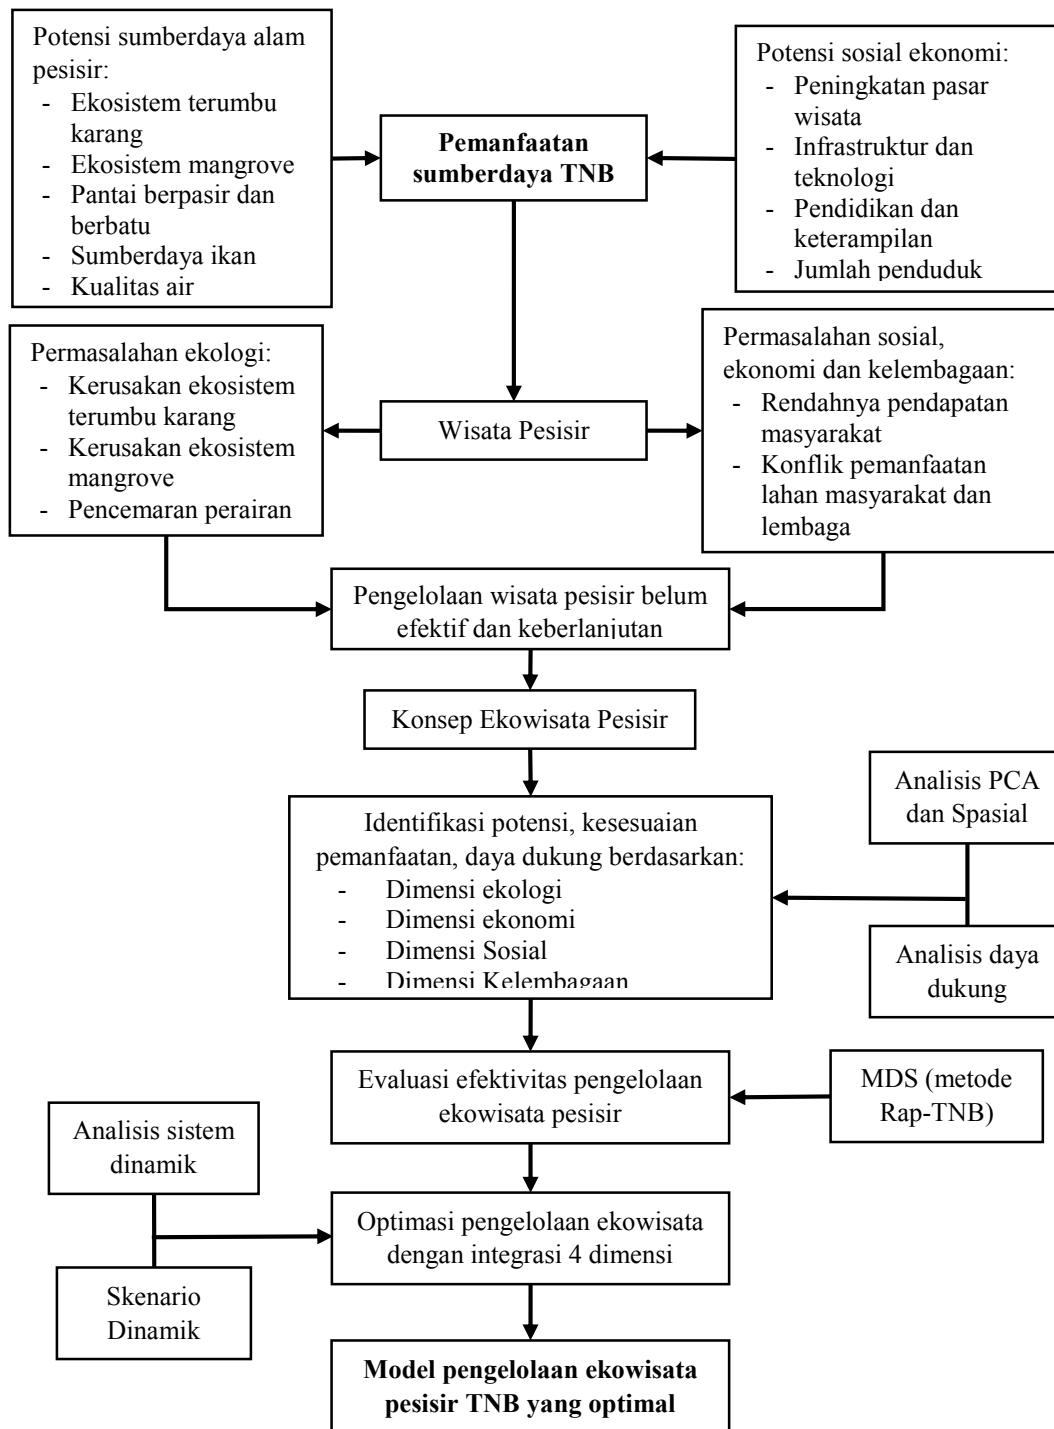 Potensi sumberdaya alam
pesisir:
- Ekosistem terumbu
karang
- Ekosistem mangrove
- Pantai berpasir dan
berbatu
- Sumberdaya ikan
- Kualitas air
Pemanfaatan
sumberdaya TNB
Potensi sosial ekonomi:
- Peningkatan pasar
wisata
- Infrastruktur dan
teknologi
- Pendidikan dan
keterampilan
- Jumlah penduduk
Permasalahan ekologi:
- Kerusakan ekosistem
terumbu karang
- Kerusakan ekosistem
mangrove
- Pencemaran perairan
Wisata Pesisir
Permasalahan sosial,
ekonomi dan kelembagaan:
- Rendahnya pendapatan
masyarakat
- Konflik pemanfaatan
lahan masyarakat dan
lembaga
Pengelolaan wisata pesisir belum
efektif dan keberlanjutan
Konsep Ekowisata Pesisir
Identifikasi potensi, kesesuaian
pemanfaatan, daya dukung berdasarkan:
- Dimensi ekologi
- Dimensi ekonomi
- Dimensi Sosial
- Dimensi Kelembagaan
Analisis PCA
dan Spasial
Analisis daya
dukung
Evaluasi efektivitas pengelolaan
ekowisata pesisir
MDS (metode
Rap-TNB)
Analisis sistem
dinamik
Optimasi pengelolaan ekowisata
dengan integrasi 4 dimensi
Skenario
Dinamik
Model pengelolaan ekowisata
pesisir TNB yang optimal